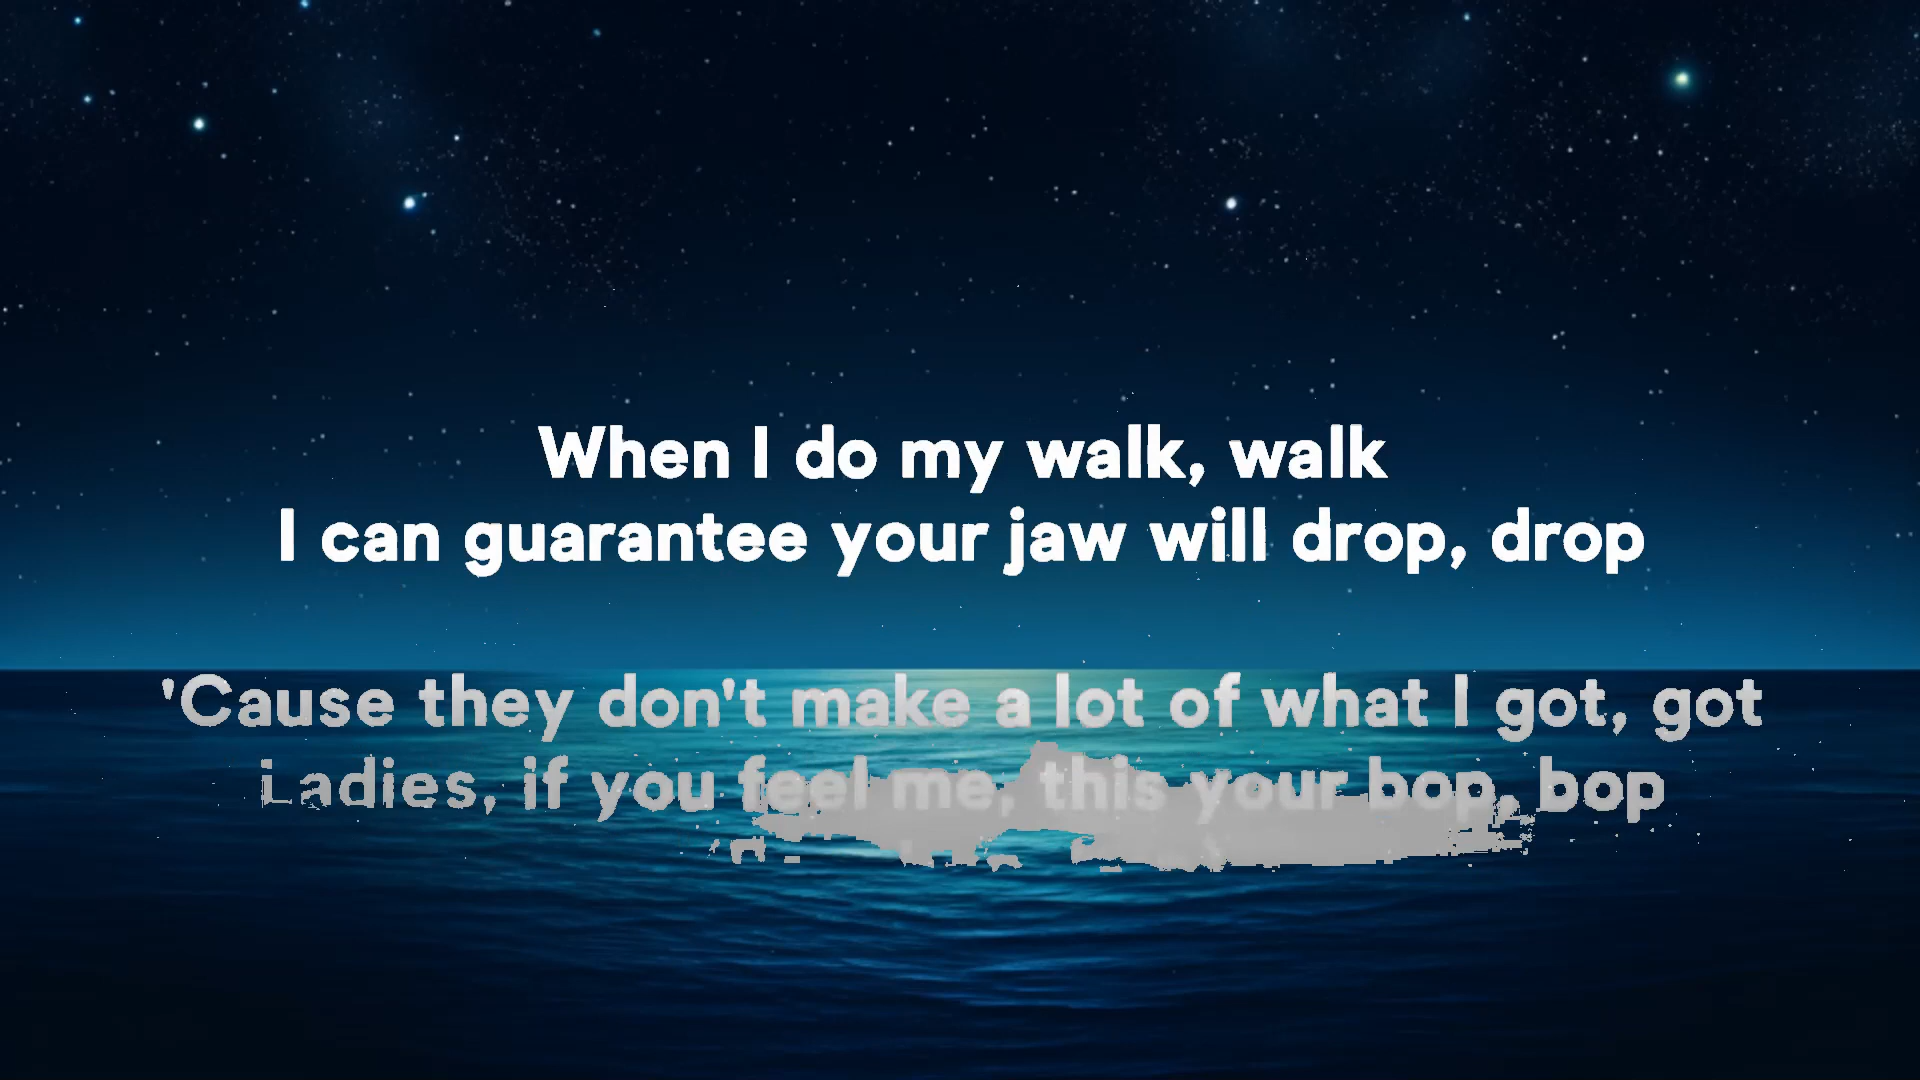 When I do my walk, walk
I can guarantee your jaw will drop, drop
'Cause they don't make a lot of what I got, got
Ladies, if you feel me, this your bop, bop